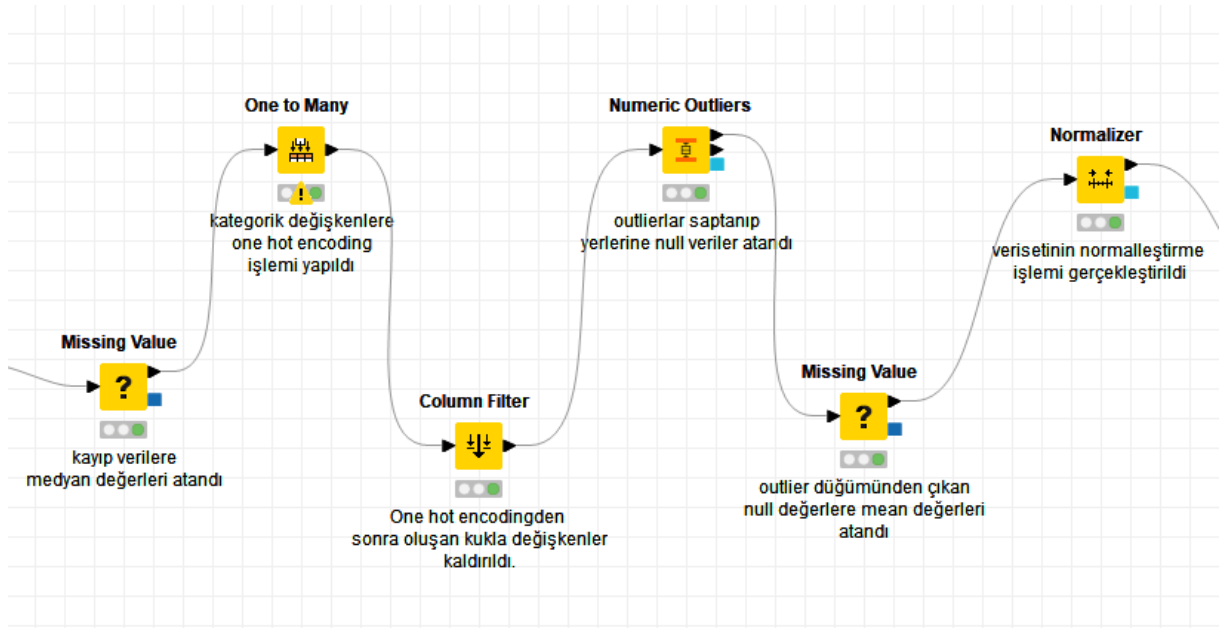 One to Many
kategorik değişkenlere
one hot encoding
işlemi yapıldı
Numeric Outliers
outlierlar saptanıp
yerlerine null veriler atandı
Normalizer
verisetinin normalleştirme
işlemi gerçekleştirildi
Missing Value
?
kayıp verilere
medyan değerleri atandı
Column Filter
One hot encodingden
sonra oluşan kukla değişkenler
kaldırıldı.
Missing Value
?
outlier düğümünden çıkan
null değerlere mean değerleri
atandı